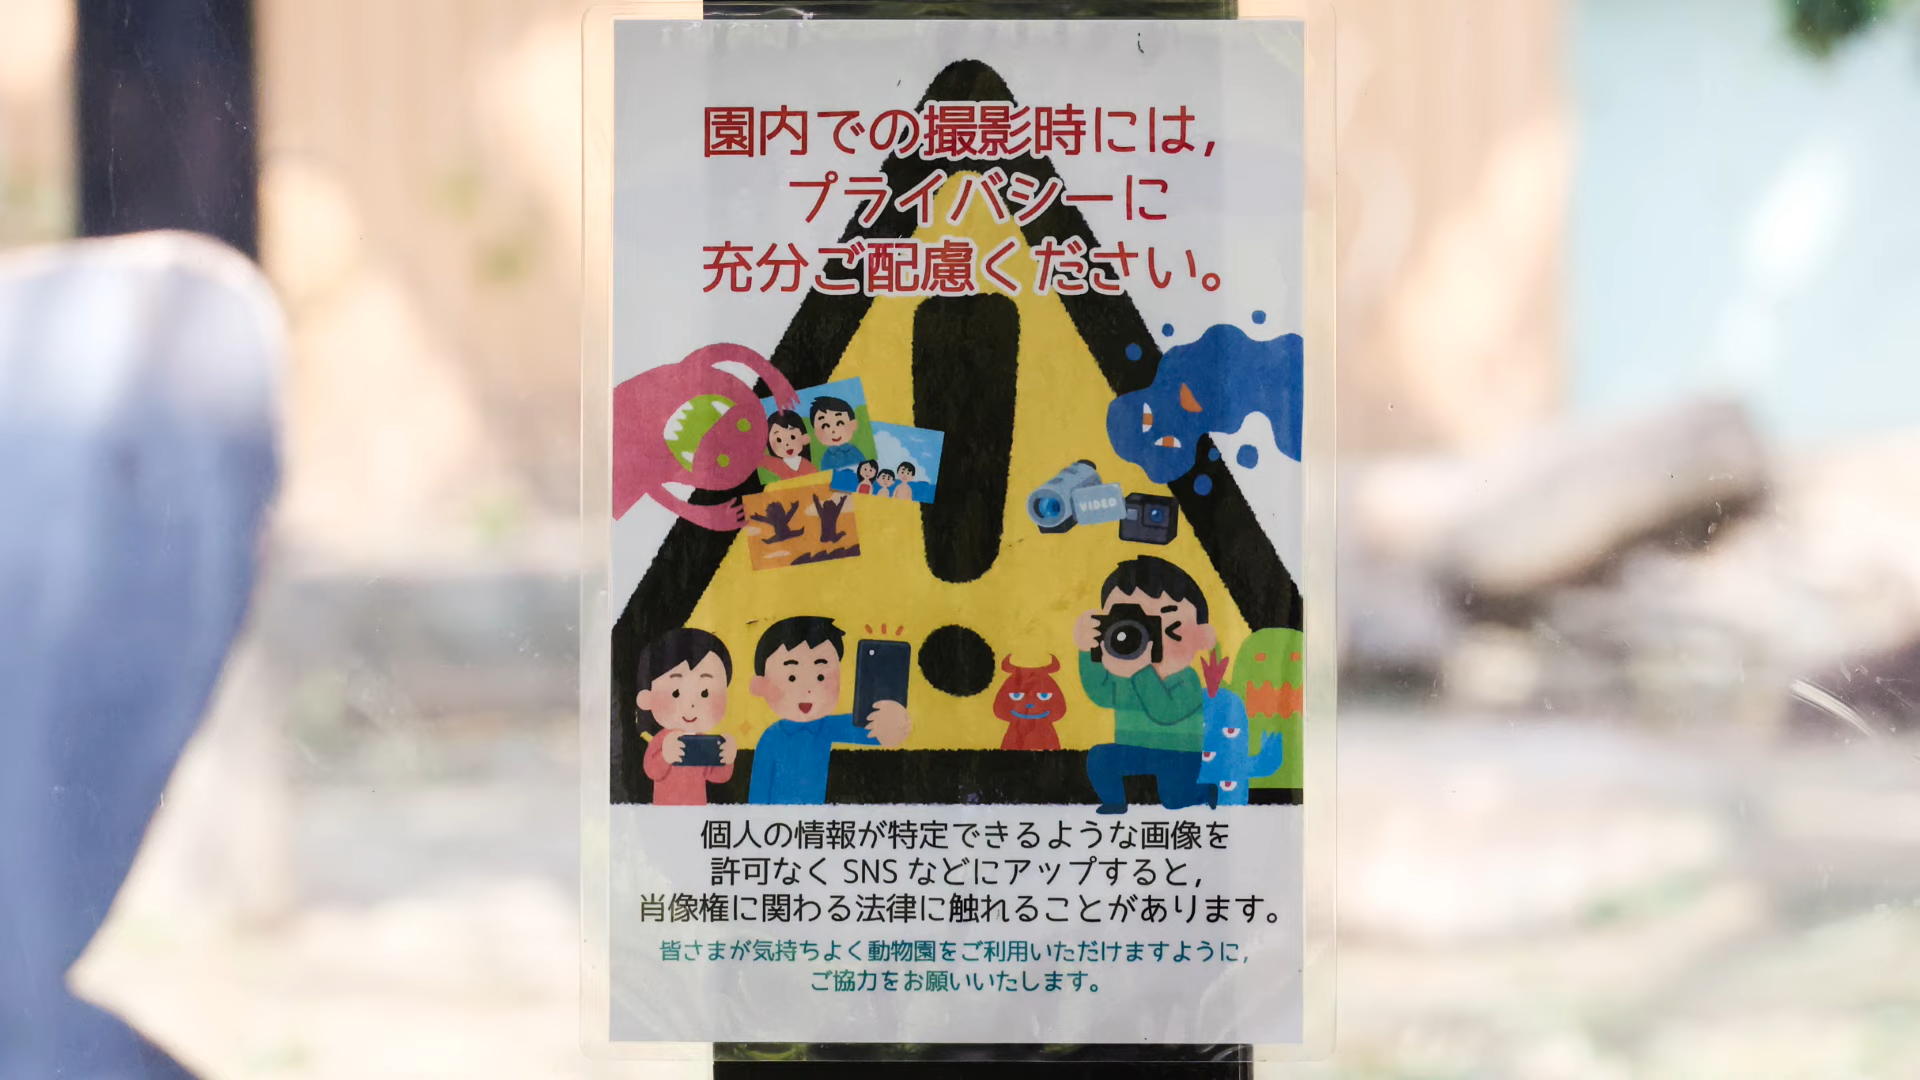 園内での撮影時には,
プライバシーに
充分ご配慮ください。
VIDEO
個人の情報が特定できるような画像を
許可なく SNS などにアップすると,
肖像権に関わる法律に触れることがあります。
皆さまが気持ちよく動物園をご利用いただけますように,
ご協力をお願いいたします。